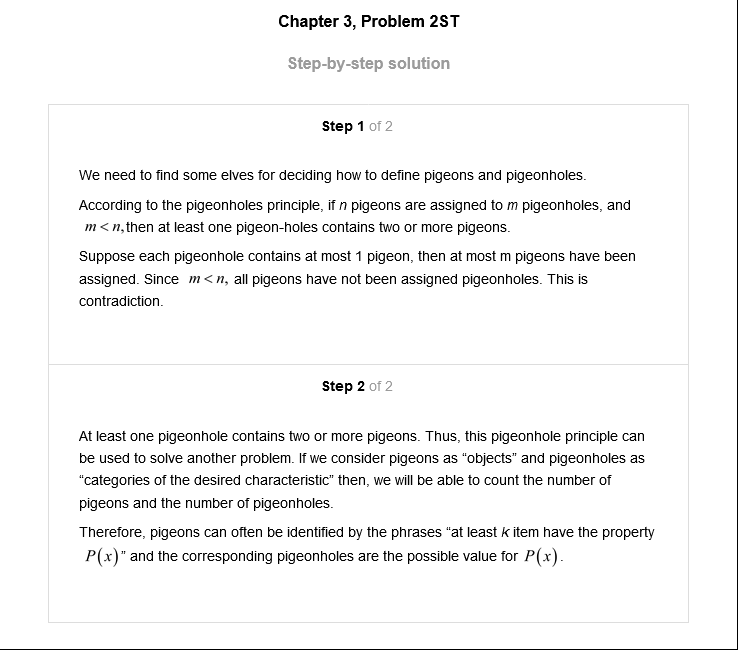 Chapter 3, Problem 2ST
Step-by-step solution
Step 1 of 2
We need to find some elves for deciding how to define pigeons and pigeonholes.
According to the pigeonholes principle, if n pigeons are assigned to m pigeonholes, and
m < n, then at least one pigeon-holes contains two or more pigeons.
Suppose each pigeonhole contains at most 1 pigeon, then at most m pigeons have been
assigned. Since m < n, all pigeons have not been assigned pigeonholes. This is
contradiction.
Step 2 of 2
At least one pigeonhole contains two or more pigeons. Thus, this pigeonhole principle can
be used to solve another problem. If we consider pigeons as “objects” and pigeonholes as
“categories of the desired characteristic” then, we will be able to count the number of
pigeons and the number of pigeonholes.
Therefore, pigeons can often be identified by the phrases “at least k item have the property
P(x)” and the corresponding pigeonholes are the possible value for P(x).